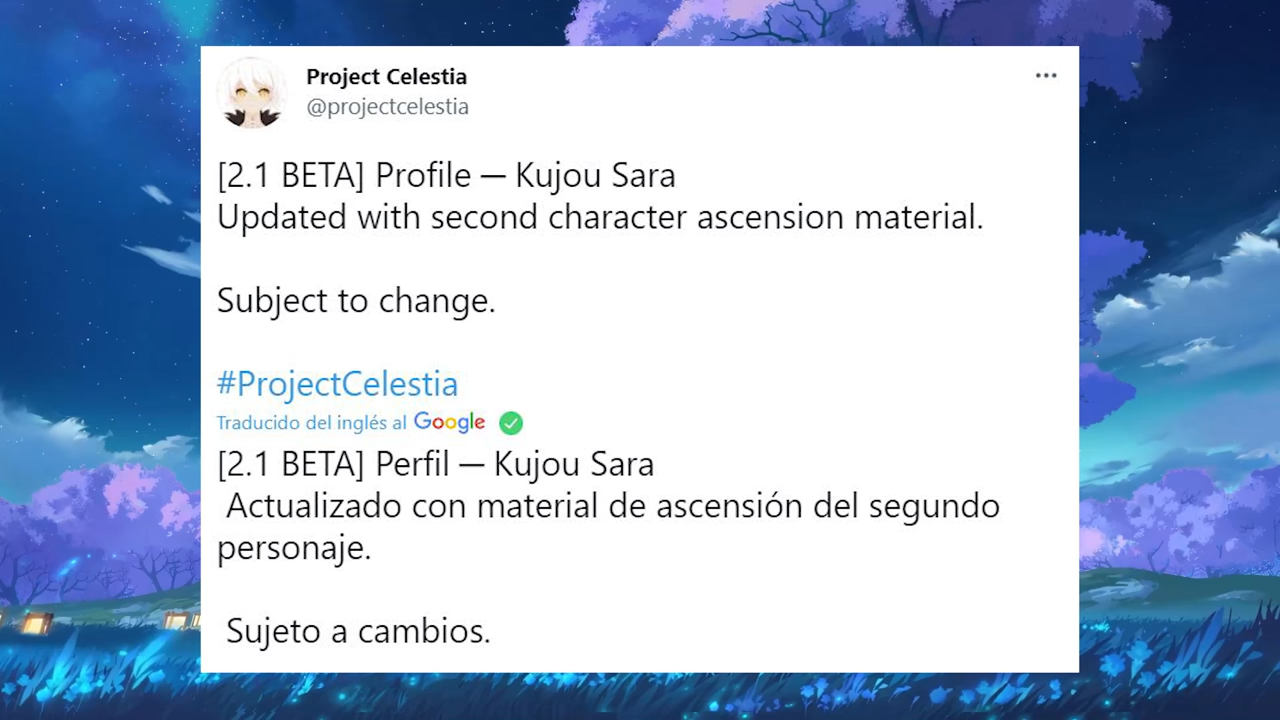 Project Celestia
@projectcelestia
[2.1 BETA] Profile — Kujou Sara
Updated with second character ascension material.
Subject to change.
#ProjectCelestia
Traducido del inglés al Google
[2.1 BETA] Perfil — Kujou Sara
Actualizado con material de ascensión del segundo
personaje.
Sujeto a cambios.